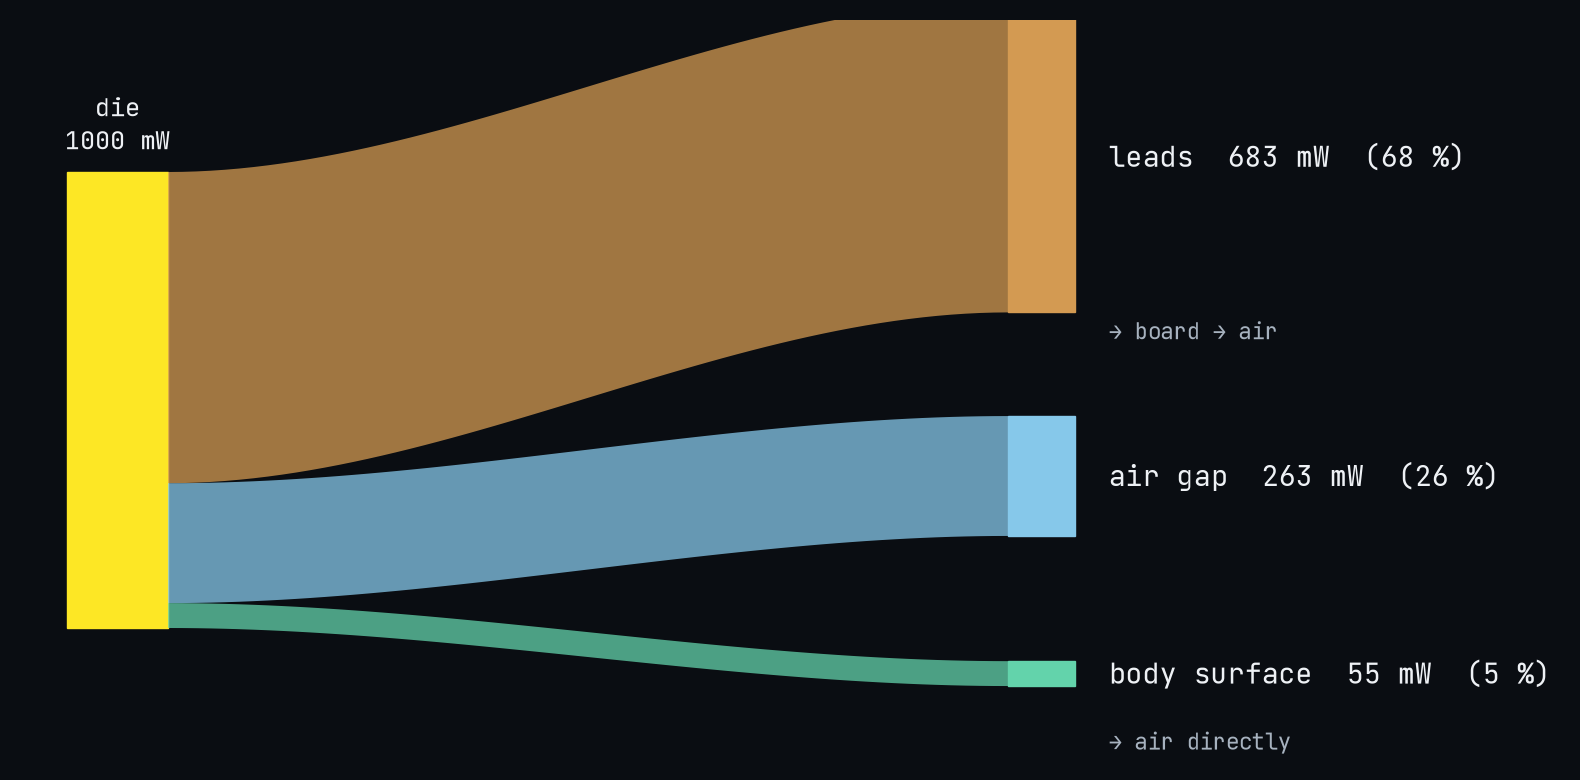 die
1000 mW
leads  683 mW  (68 %)
→ board → air
air gap  263 mW  (26 %)
body surface  55 mW  (5 %)
→ air directly